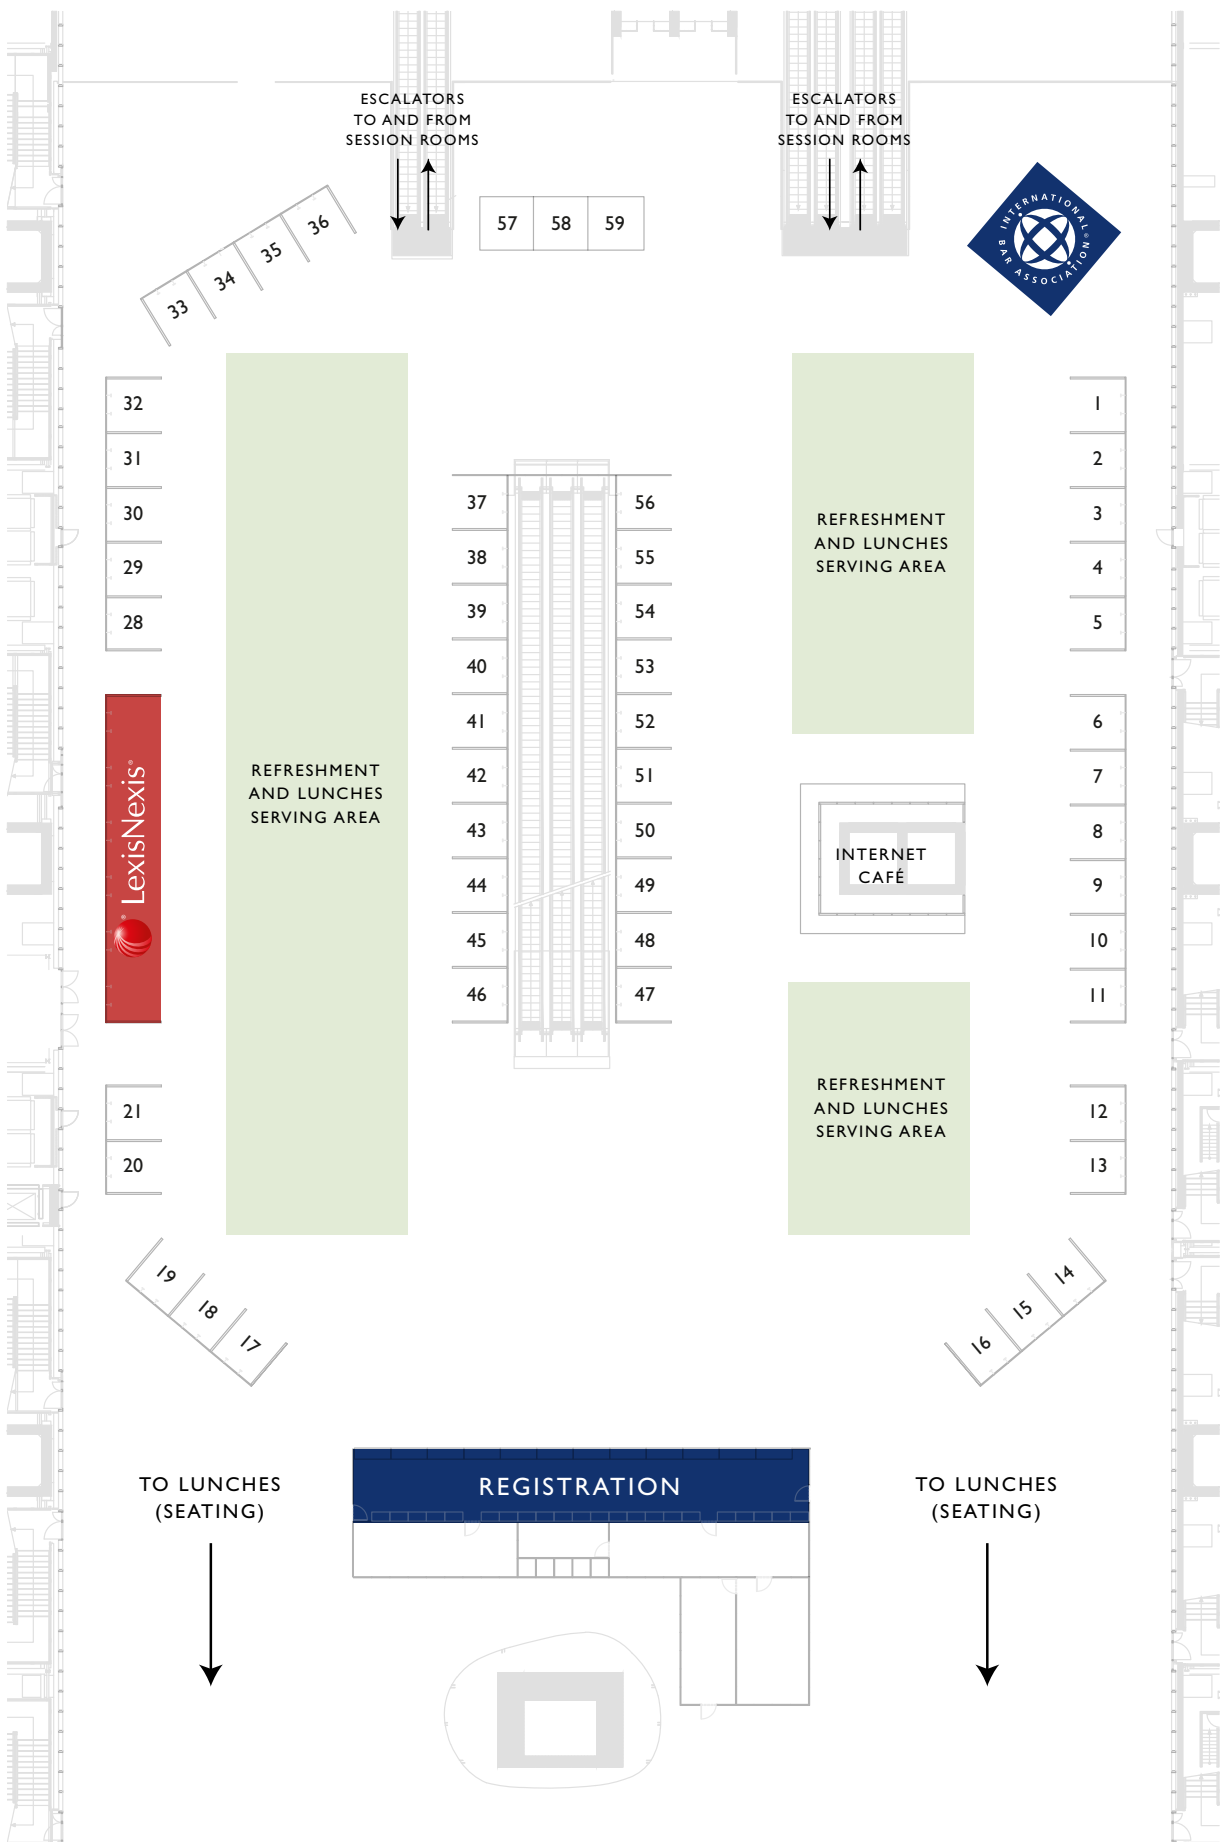 ESCALATORS
TO AND FROM
SESSION ROOMS
ESCALATORS
TO AND FROM
SESSION ROOMS
INTERNATIONAL®
BAR ASSOCIATION
57 58 59
36
35
34
33
32
31
30
29
28
LexisNexis®
21
20
19
18
17
REFRESHMENT
AND LUNCHES
SERVING AREA
37
38
39
40
41
42
43
44
45
46
56
55
54
53
52
51
50
49
48
47
REFRESHMENT
AND LUNCHES
SERVING AREA
INTERNET
CAFÉ
REFRESHMENT
AND LUNCHES
SERVING AREA
1
2
3
4
5
6
7
8
9
10
11
12
13
14
15
16
TO LUNCHES
(SEATING)
REGISTRATION
TO LUNCHES
(SEATING)